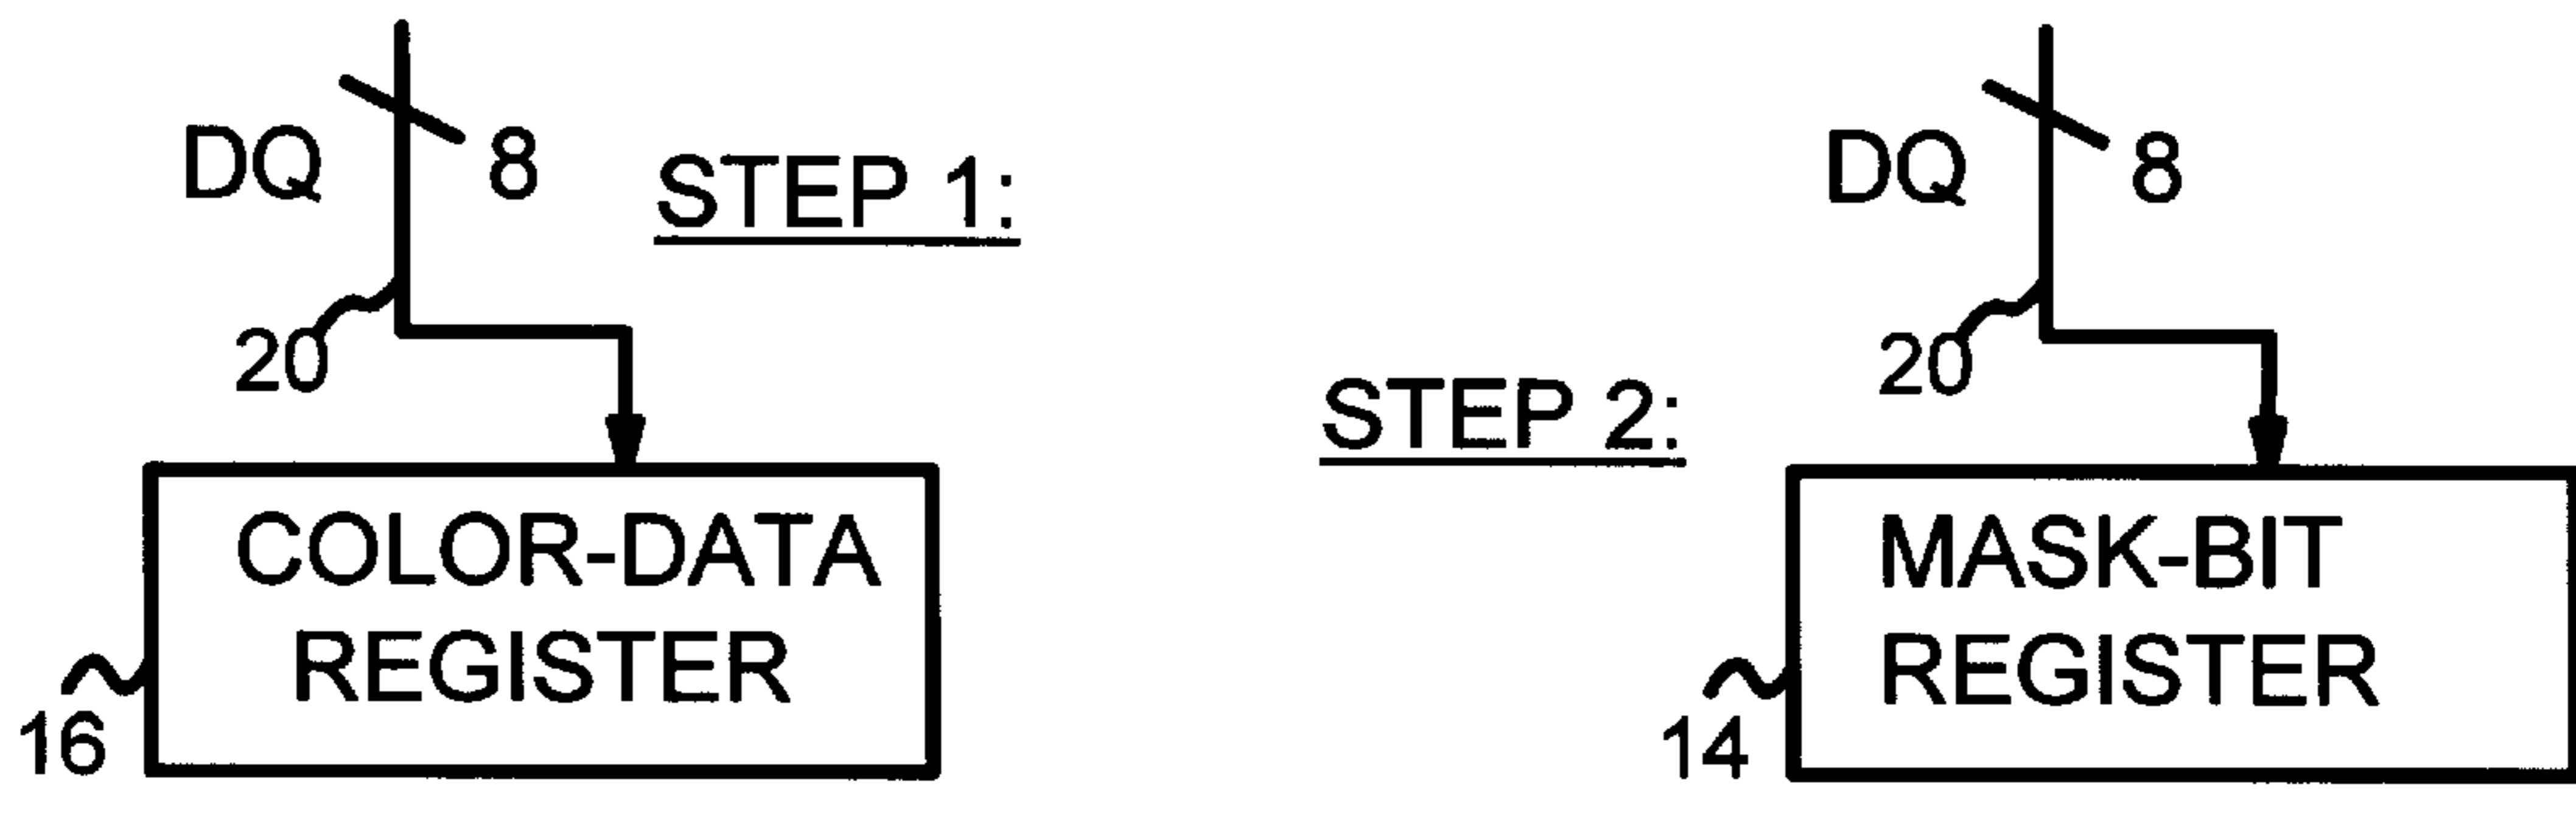 DQ 8
STEP 1:
20
COLOR-DATA
REGISTER
16
DQ 8
20
STEP 2:
MASK-BIT
REGISTER
14